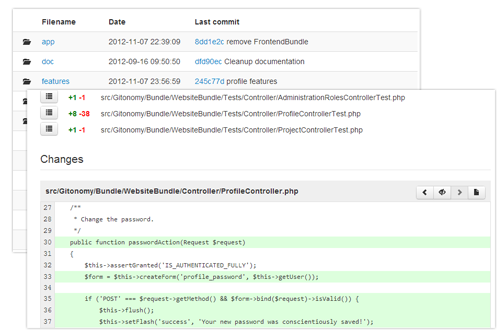 Filename Date Last commit
app 2012-11-07 22:39:09 8dd1e2c remove FrontendBundle
doc 2012-09-16 09:50:50 dfd90ec Cleanup documentation
features 2012-11-07 23:56:59 245c77d profile features
+1 -1 src/Gitonomy/Bundle/WebsiteBundle/Tests/Controller/AdministrationRolesControllerTest.php
+8 -38 src/Gitonomy/Bundle/WebsiteBundle/Tests/Controller/ProfileControllerTest.php
+1 -1 src/Gitonomy/Bundle/WebsiteBundle/Tests/Controller/ProjectControllerTest.php
Changes
src/Gitonomy/Bundle/WebsiteBundle/Controller/ProfileController.php
27 /**
28 * Change the password.
29 */
30 public function passwordAction(Request $request)
31 {
32 $this->assertGranted('IS_AUTHENTICATED_FULLY');
33 $form = $this->createForm('profile_password', $this->getUser());
34
35 if ('POST' === $request->getMethod() && $form->bind($request)->isValid()) {
36 $this->flush();
37 $this->setFlash('success', 'Your new password was conscientiously saved!');